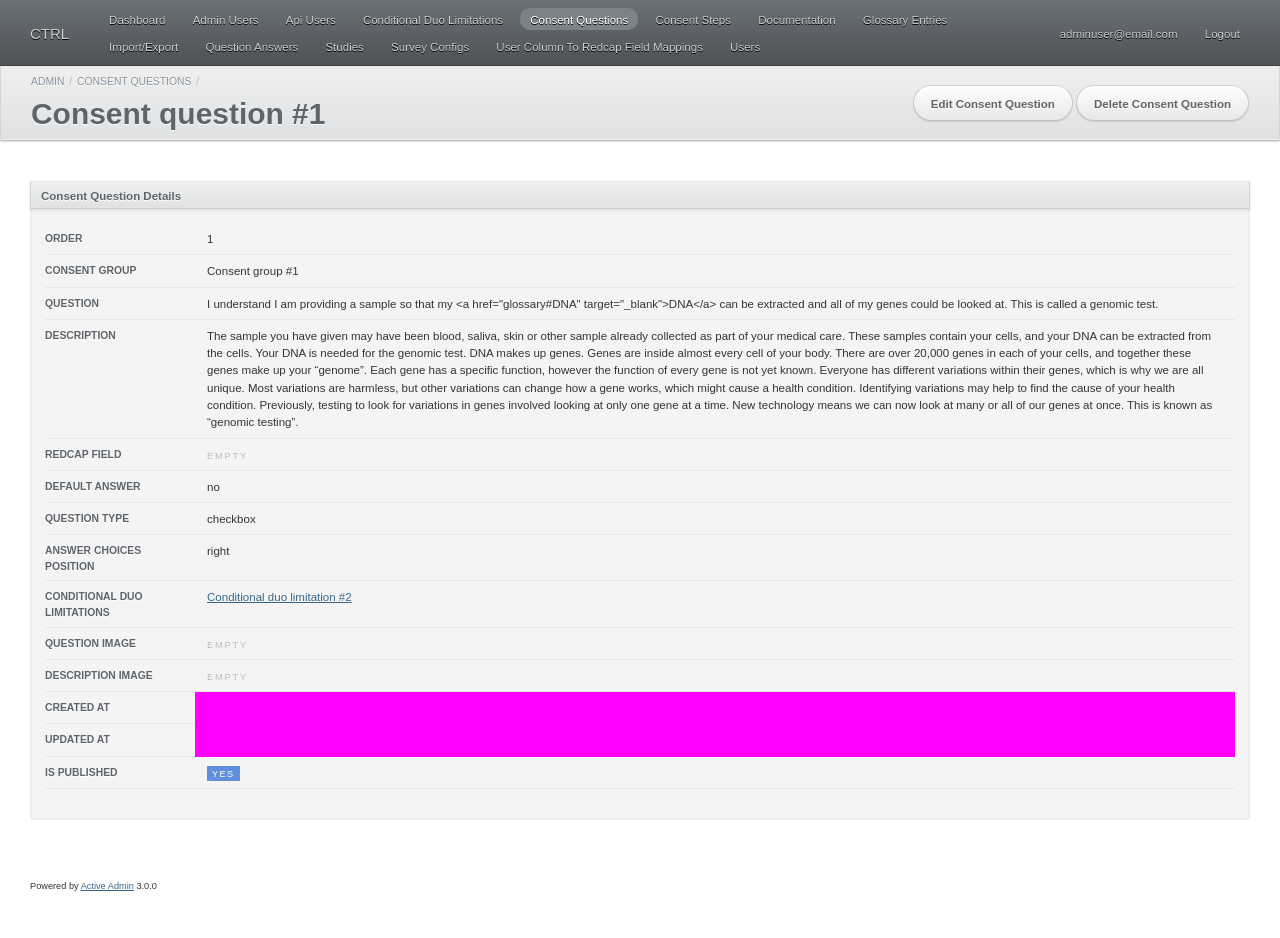 CTRL
Dashboard Admin Users Api Users Conditional Duo Limitations Consent Questions Consent Steps Documentation Glossary Entries
Import/Export Question Answers Studies Survey Configs User Column To Redcap Field Mappings Users
adminuser@email.com Logout
ADMIN / CONSENT QUESTIONS /
Consent question #1
Edit Consent Question Delete Consent Question
Consent Question Details
ORDER 1
CONSENT GROUP Consent group #1
QUESTION I understand I am providing a sample so that my <a href="glossary#DNA" target="_blank">DNA</a> can be extracted and all of my genes could be looked at. This is called a genomic test.
DESCRIPTION The sample you have given may have been blood, saliva, skin or other sample already collected as part of your medical care. These samples contain your cells, and your DNA can be extracted from
the cells. Your DNA is needed for the genomic test. DNA makes up genes. Genes are inside almost every cell of your body. There are over 20,000 genes in each of your cells, and together these
genes make up your “genome”. Each gene has a specific function, however the function of every gene is not yet known. Everyone has different variations within their genes, which is why we are all
unique. Most variations are harmless, but other variations can change how a gene works, which might cause a health condition. Identifying variations may help to find the cause of your health
condition. Previously, testing to look for variations in genes involved looking at only one gene at a time. New technology means we can now look at many or all of our genes at once. This is known as
“genomic testing”.
REDCAP FIELD EMPTY
DEFAULT ANSWER no
QUESTION TYPE checkbox
ANSWER CHOICES
POSITION
right
CONDITIONAL DUO
LIMITATIONS
Conditional duo limitation #2
QUESTION IMAGE EMPTY
DESCRIPTION IMAGE EMPTY
CREATED AT
UPDATED AT
IS PUBLISHED YES
Powered by Active Admin 3.0.0